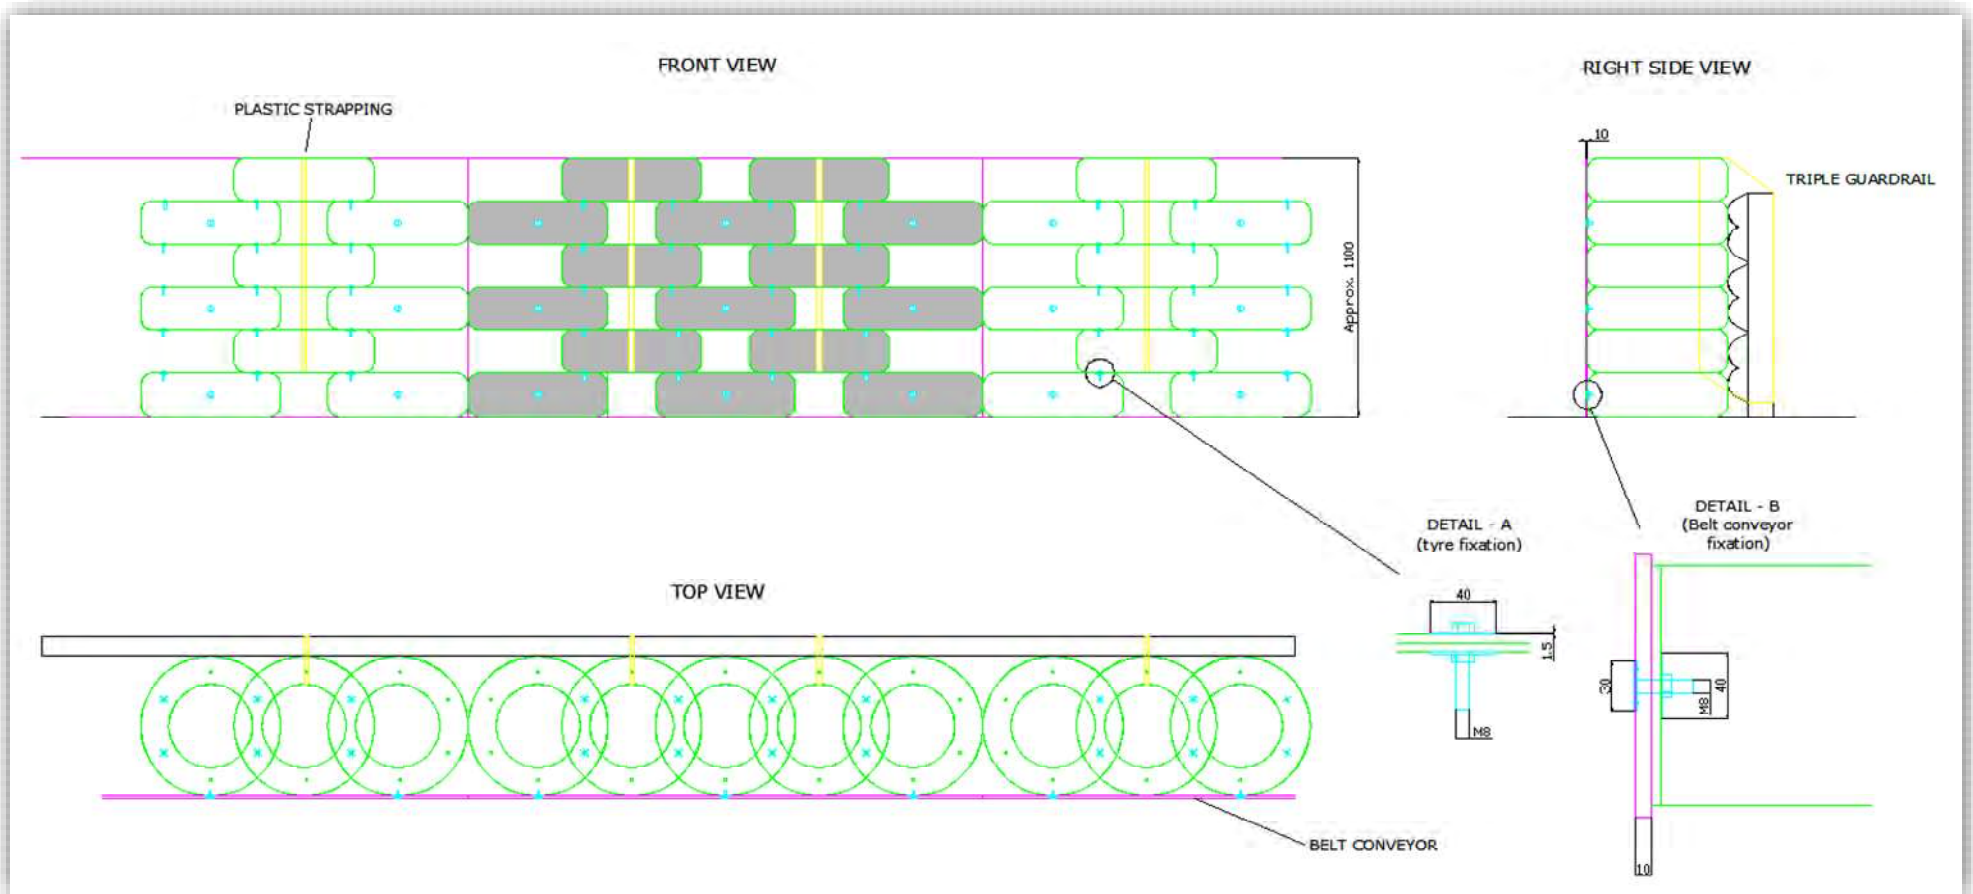 FRONT VIEW
RIGHT SIDE VIEW
PLASTIC STRAPPING
10
TRIPLE GUARDRAIL
Approx. 1100
DETAIL - A
(tyre fixation)
DETAIL - B
(Belt conveyor
fixation)
TOP VIEW
40
1.5
M8
30
M8
40
BELT CONVEYOR
10